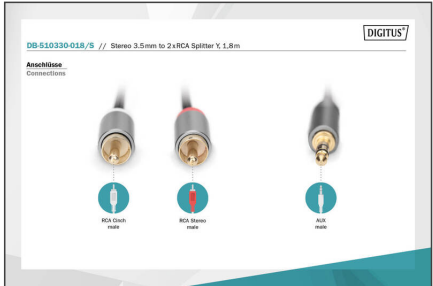 DIGITUS®
DB-510330-018/S // Stereo 3.5mm to 2xRCA Splitter Y, 1,8m
Anschlüsse
Connections
RCA Cinch
male
RCA Stereo
male
AUX
male